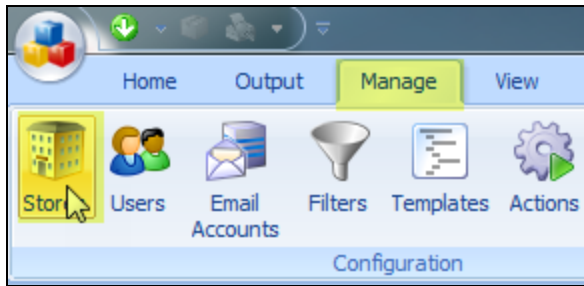 Home Output Manage View
Stor Users Email Accounts Filters Templates Actions
Configuration